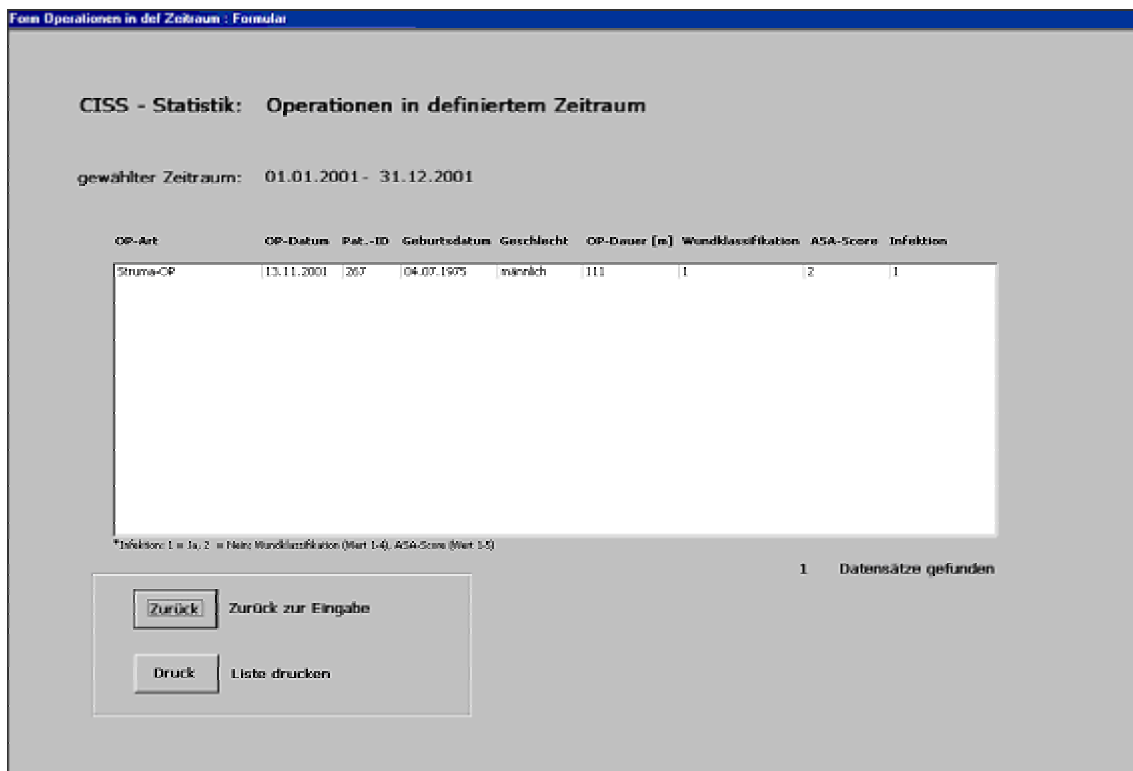 Form Operationen in def Zeitraum : Formular
CISS - Statistik: Operationen in definiertem Zeitraum
gewählter Zeitraum: 01.01.2001 - 31.12.2001
OP-Art OP-Datum Pat.-ID Geburtsdatum Geschlecht OP-Dauer [m] Wundklassifikation ASA-Score Infektion
Struma-OP 13.11.2001 267 04.07.1975 männlich 111 1 2 1
*Infektion: 1 = Ja, 2 = Nein; Wundklassifikation (Wert 1-4), ASA-Score (Wert 1-5)
1 Datensätze gefunden
Zurück Zurück zur Eingabe
Druck Liste drucken